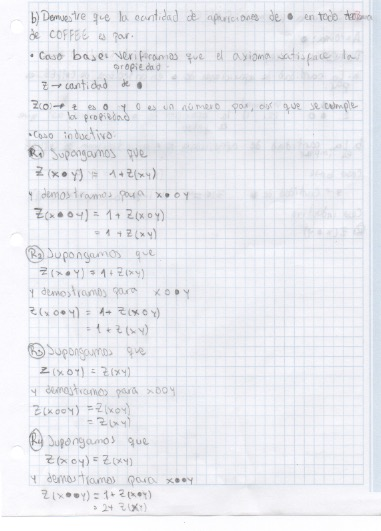 b) Demuestre que la cantidad de apariciones de ● en todo
de COFFEE es par.
• Caso base: verificamos que el axioma satisface la
propiedad.
Z → cantidad de ●
Z(○) → z es 0 y 0 es un número par, así que se cumple
la propiedad
• Caso inductivo
R1 Supongamos que
Z(x●y) = 1+Z(xy)
y demostramos para x●○y
Z(x●○y) = 1+Z(x○y)
= 1+Z(xy)
R2 Supongamos que
Z(x●y) = 1+Z(xy)
y demostramos para x○●y
Z(x○●y) = 1+Z(x○y)
= 1+Z(xy)
R3 Supongamos que
Z(x○y) = Z(xy)
y demostramos para x○○y
Z(x○○y) = Z(x○y)
= Z(xy)
R4 Supongamos que
Z(x○y) = Z(xy)
y demostramos para x●●y
Z(x●●y) = 1+Z(x●y)
= 2+Z(xy)